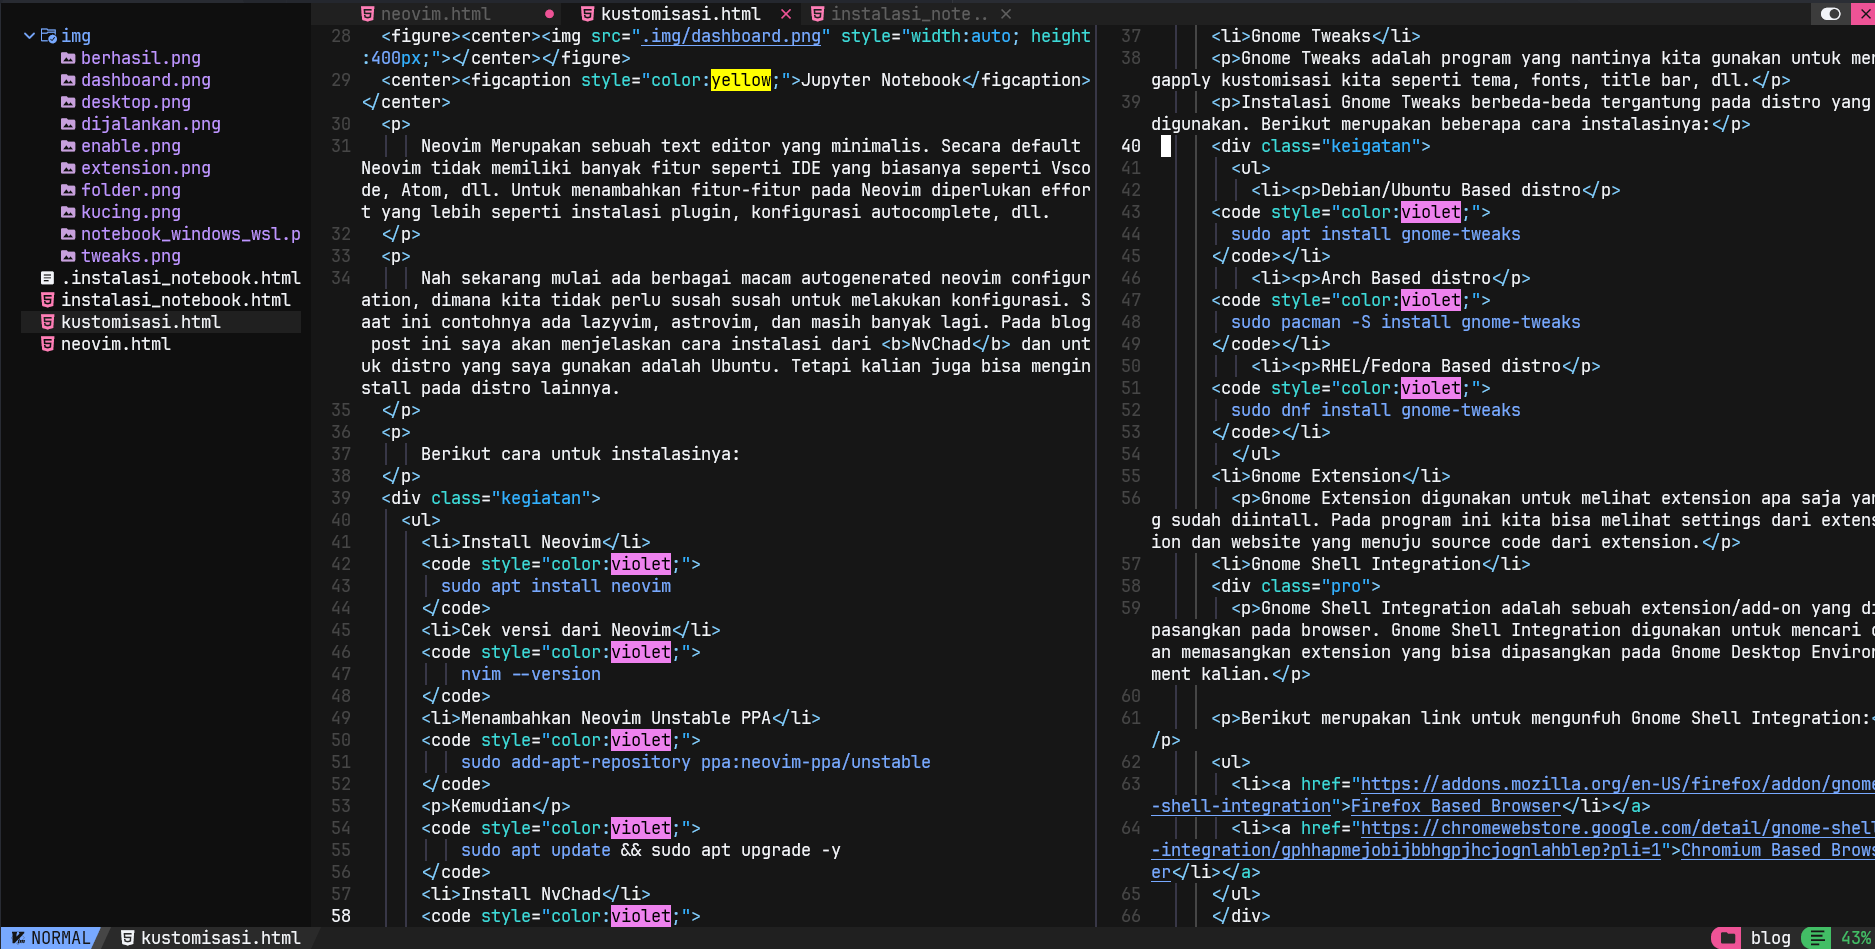 neovim.html
kustomisasi.html
instalasi_note..
img
berhasil.png
dashboard.png
desktop.png
dijalankan.png
enable.png
extension.png
folder.png
kucing.png
notebook_windows_wsl.p
tweaks.png
.instalasi_notebook.html
instalasi_notebook.html
kustomisasi.html
neovim.html
28 <figure><center><img src=".img/dashboard.png" style="width:auto; height
:400px;"></center></figure>
29 <center><figcaption style="color:yellow;">Jupyter Notebook</figcaption>
</center>
30 <p>
31 Neovim Merupakan sebuah text editor yang minimalis. Secara default
Neovim tidak memiliki banyak fitur seperti IDE yang biasanya seperti Vsco
de, Atom, dll. Untuk menambahkan fitur-fitur pada Neovim diperlukan effor
t yang lebih seperti instalasi plugin, konfigurasi autocomplete, dll.
32 </p>
33 <p>
34 Nah sekarang mulai ada berbagai macam autogenerated neovim configur
ation, dimana kita tidak perlu susah susah untuk melakukan konfigurasi. S
aat ini contohnya ada lazyvim, astrovim, dan masih banyak lagi. Pada blog
post ini saya akan menjelaskan cara instalasi dari <b>NvChad</b> dan unt
uk distro yang saya gunakan adalah Ubuntu. Tetapi kalian juga bisa mengin
stall pada distro lainnya.
35 </p>
36 <p>
37 Berikut cara untuk instalasinya:
38 </p>
39 <div class="kegiatan">
40 <ul>
41 <li>Install Neovim</li>
42 <code style="color:violet;">
43 sudo apt install neovim
44 </code>
45 <li>Cek versi dari Neovim</li>
46 <code style="color:violet;">
47 nvim --version
48 </code>
49 <li>Menambahkan Neovim Unstable PPA</li>
50 <code style="color:violet;">
51 sudo add-apt-repository ppa:neovim-ppa/unstable
52 </code>
53 <p>Kemudian</p>
54 <code style="color:violet;">
55 sudo apt update && sudo apt upgrade -y
56 </code>
57 <li>Install NvChad</li>
58 <code style="color:violet;">
37 <li>Gnome Tweaks</li>
38 <p>Gnome Tweaks adalah program yang nantinya kita gunakan untuk men
gapply kustomisasi kita seperti tema, fonts, title bar, dll.</p>
39 <p>Instalasi Gnome Tweaks berbeda-beda tergantung pada distro yang
digunakan. Berikut merupakan beberapa cara instalasinya:</p>
40 <div class="keigatan">
41 <ul>
42 <li><p>Debian/Ubuntu Based distro</p>
43 <code style="color:violet;">
44 sudo apt install gnome-tweaks
45 </code></li>
46 <li><p>Arch Based distro</p>
47 <code style="color:violet;">
48 sudo pacman -S install gnome-tweaks
49 </code></li>
50 <li><p>RHEL/Fedora Based distro</p>
51 <code style="color:violet;">
52 sudo dnf install gnome-tweaks
53 </code></li>
54 </ul>
55 <li>Gnome Extension</li>
56 <p>Gnome Extension digunakan untuk melihat extension apa saja yan
g sudah diintall. Pada program ini kita bisa melihat settings dari extens
ion dan website yang menuju source code dari extension.</p>
57 <li>Gnome Shell Integration</li>
58 <div class="pro">
59 <p>Gnome Shell Integration adalah sebuah extension/add-on yang di
pasangkan pada browser. Gnome Shell Integration digunakan untuk mencari d
an memasangkan extension yang bisa dipasangkan pada Gnome Desktop Environ
ment kalian.</p>
60
61 <p>Berikut merupakan link untuk mengunfuh Gnome Shell Integration:<
/p>
62 <ul>
63 <li><a href="https://addons.mozilla.org/en-US/firefox/addon/gnome
-shell-integration">Firefox Based Browser</li></a>
64 <li><a href="https://chromewebstore.google.com/detail/gnome-shell
-integration/gphhapmejobijbbhgpjhcjognlahblep?pli=1">Chromium Based Brows
er</li></a>
65 </ul>
66 </div>
NORMAL kustomisasi.html
blog 43%